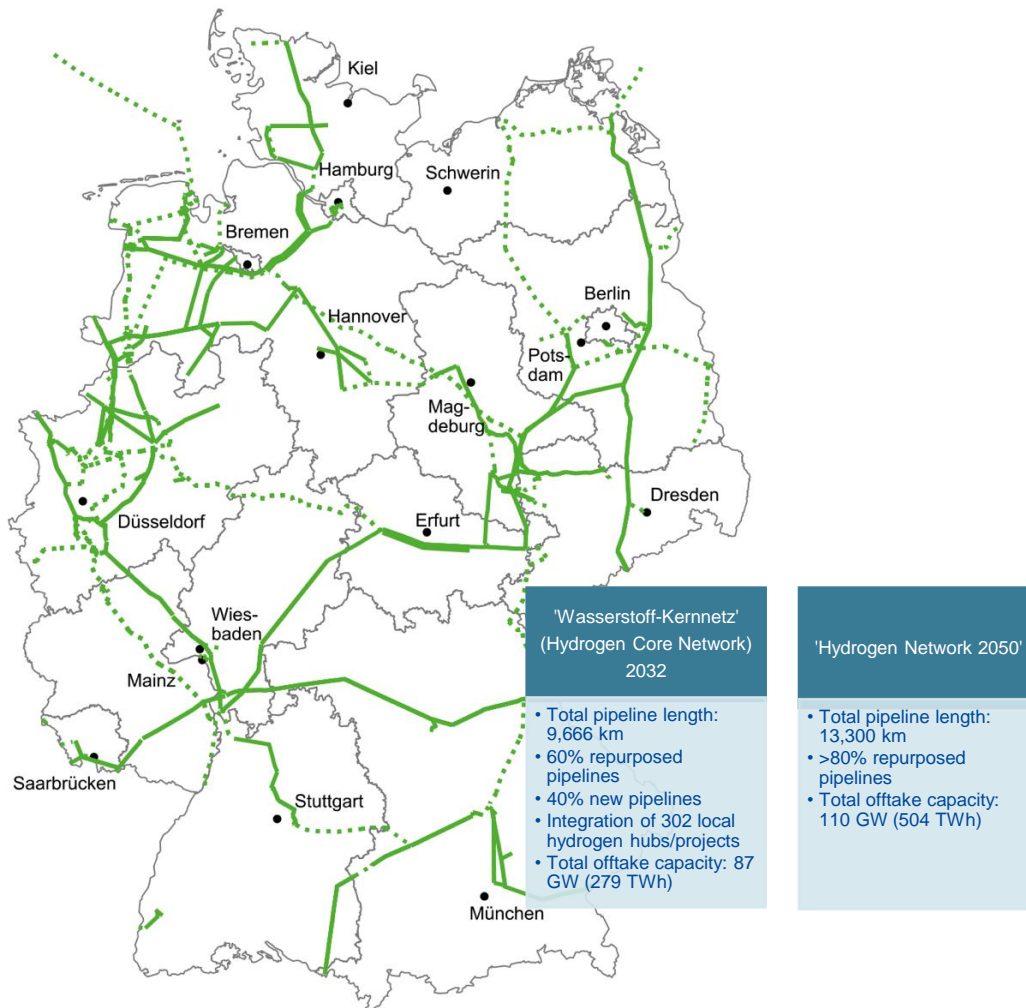 Kiel
Hamburg
Schwerin
Bremen
Berlin
Hannover
Pots-
dam
Mag-
deburg
Düsseldorf
Erfurt
Dresden
Wies-
baden
Mainz
Saarbrücken
Stuttgart
München
'Wasserstoff-Kernnetz'
(Hydrogen Core Network)
2032
• Total pipeline length:
9,666 km
• 60% repurposed
pipelines
• 40% new pipelines
• Integration of 302 local
hydrogen hubs/projects
• Total offtake capacity: 87
GW (279 TWh)
'Hydrogen Network 2050'
• Total pipeline length:
13,300 km
• >80% repurposed
pipelines
• Total offtake capacity:
110 GW (504 TWh)